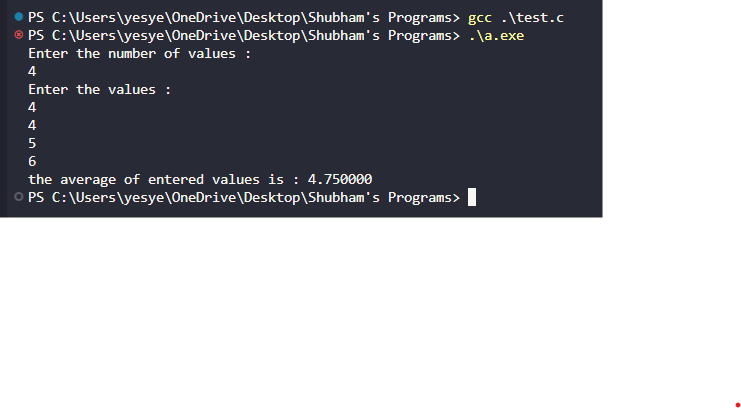 PS C:\Users\yesye\OneDrive\Desktop\Shubham's Programs> gcc .\test.c
PS C:\Users\yesye\OneDrive\Desktop\Shubham's Programs> .\a.exe
Enter the number of values :
4
Enter the values :
4
4
5
6
the average of entered values is : 4.750000
PS C:\Users\yesye\OneDrive\Desktop\Shubham's Programs>